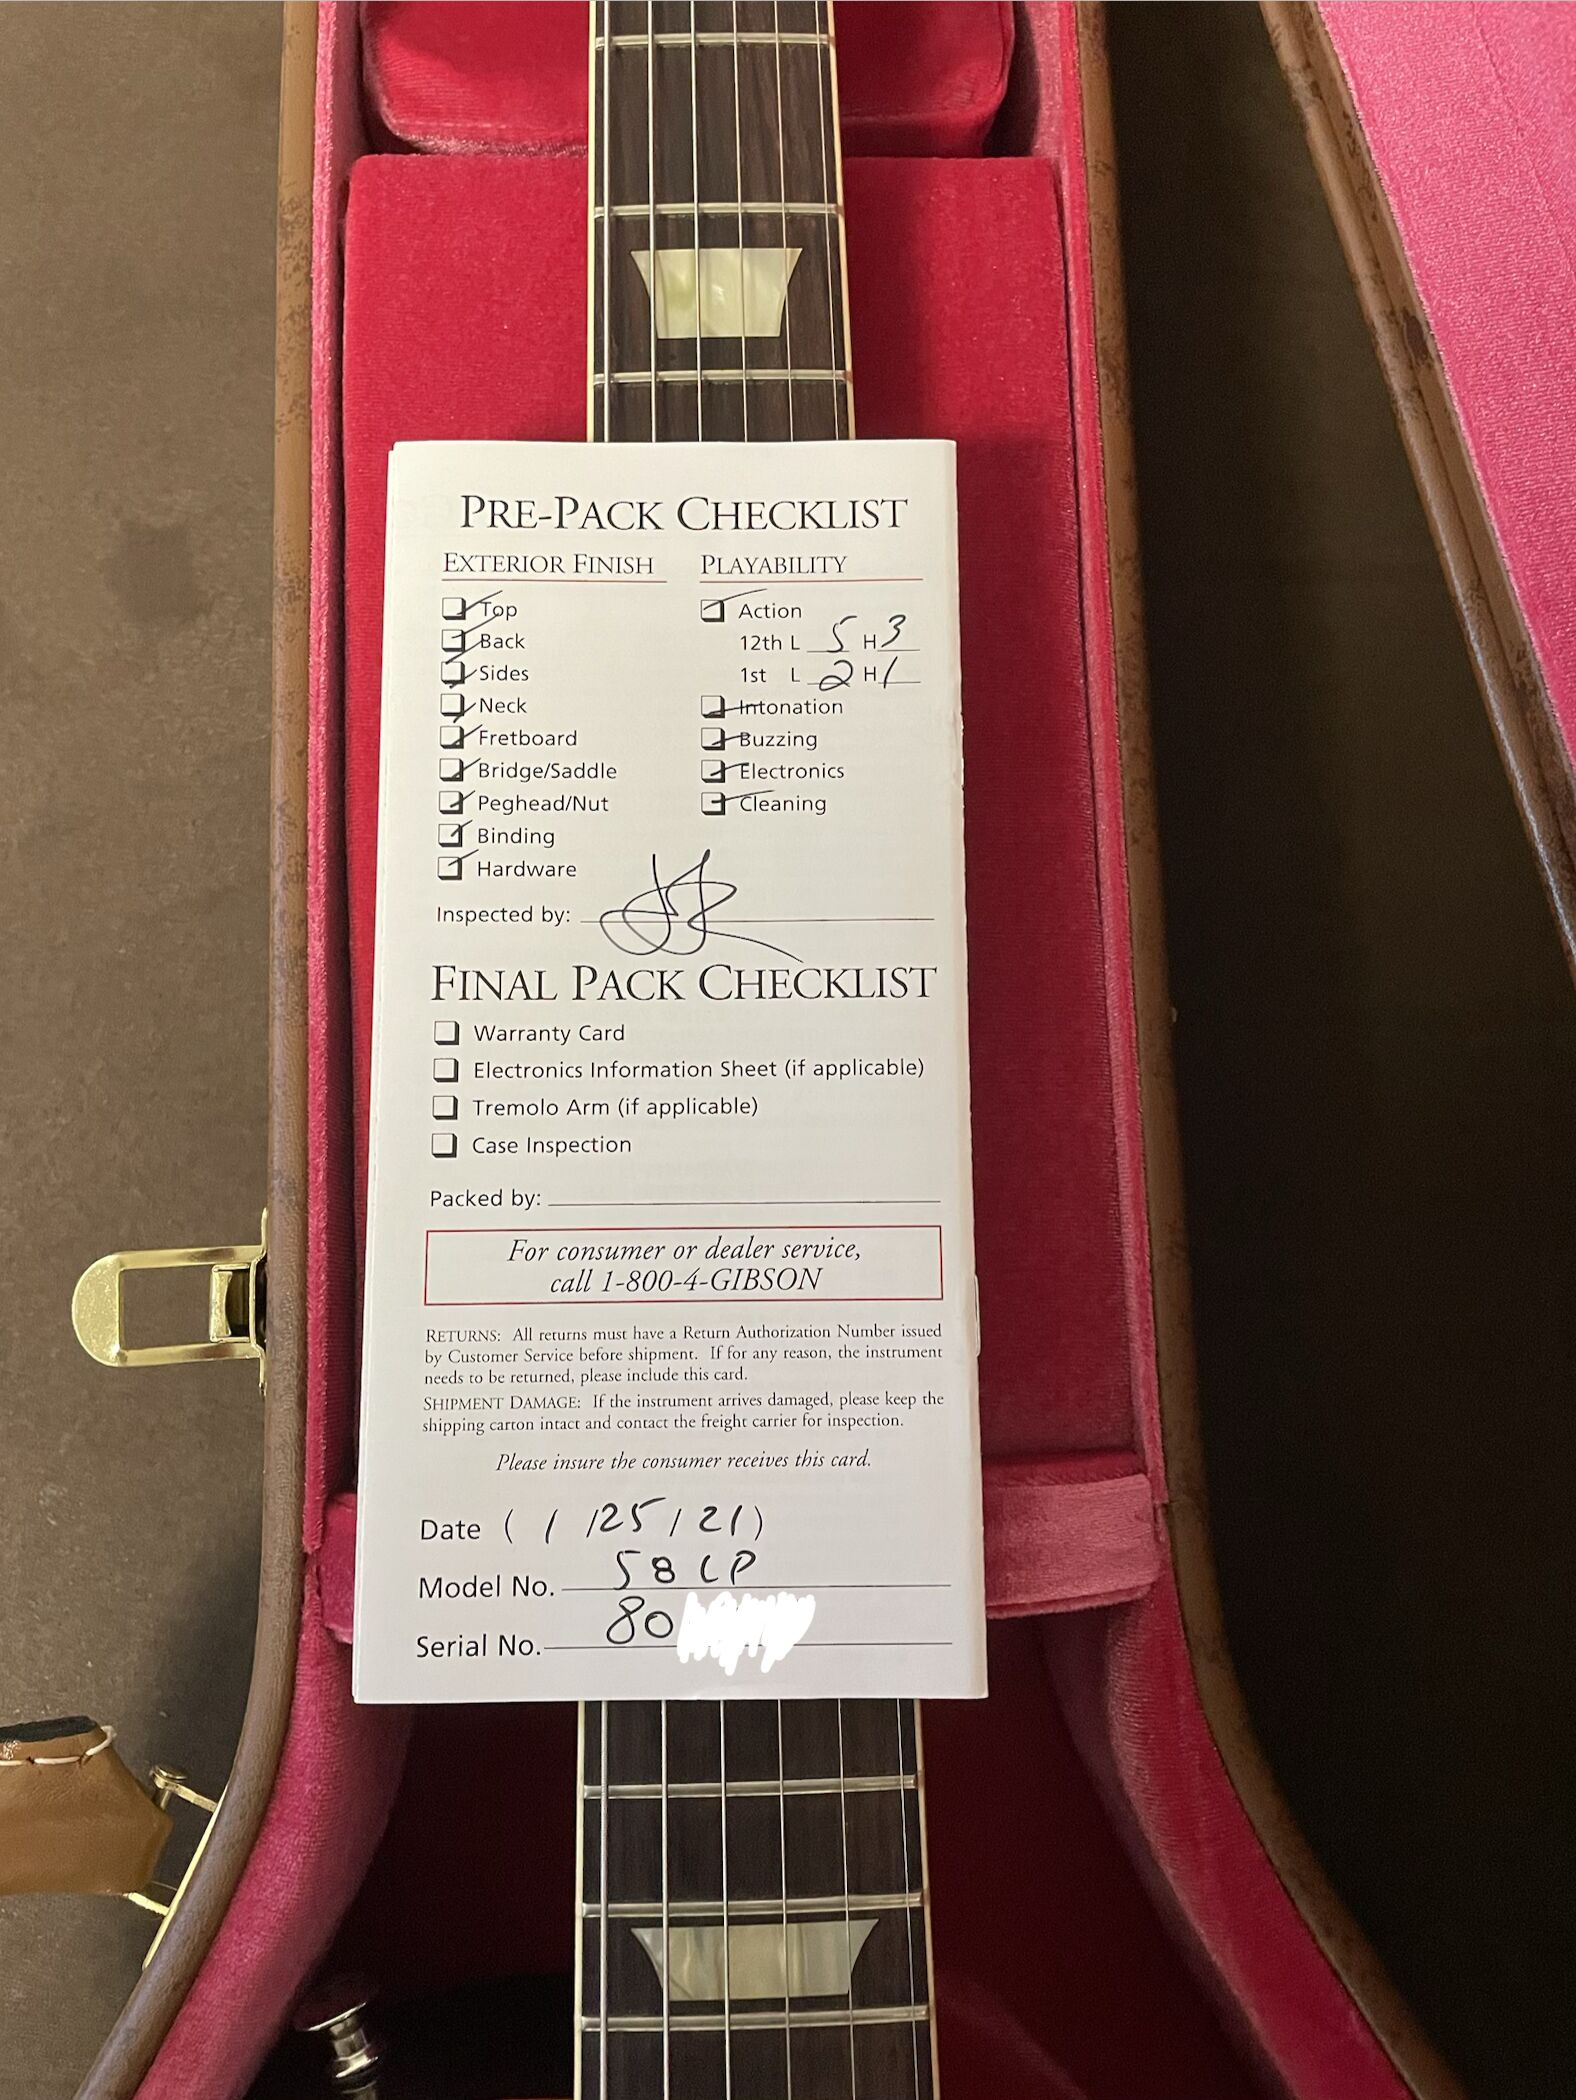 PRE-PACK CHECKLIST
EXTERIOR FINISH
Top
Back
Sides
Neck
Fretboard
Bridge/Saddle
Peghead/Nut
Binding
Hardware
PLAYABILITY
Action
12th L 5 H 3
1st L 2 H 1
Intonation
Buzzing
Electronics
Cleaning
Inspected by:
FINAL PACK CHECKLIST
Warranty Card
Electronics Information Sheet (if applicable)
Tremolo Arm (if applicable)
Case Inspection
Packed by:
For consumer or dealer service,
call 1-800-4-GIBSON
RETURNS: All returns must have a Return Authorization Number issued
by Customer Service before shipment. If for any reason, the instrument
needs to be returned, please include this card.
SHIPMENT DAMAGE: If the instrument arrives damaged, please keep the
shipping carton intact and contact the freight carrier for inspection.
Please insure the consumer receives this card.
Date ( 1 / 25 / 21 )
Model No. 58 LP
Serial No. 80